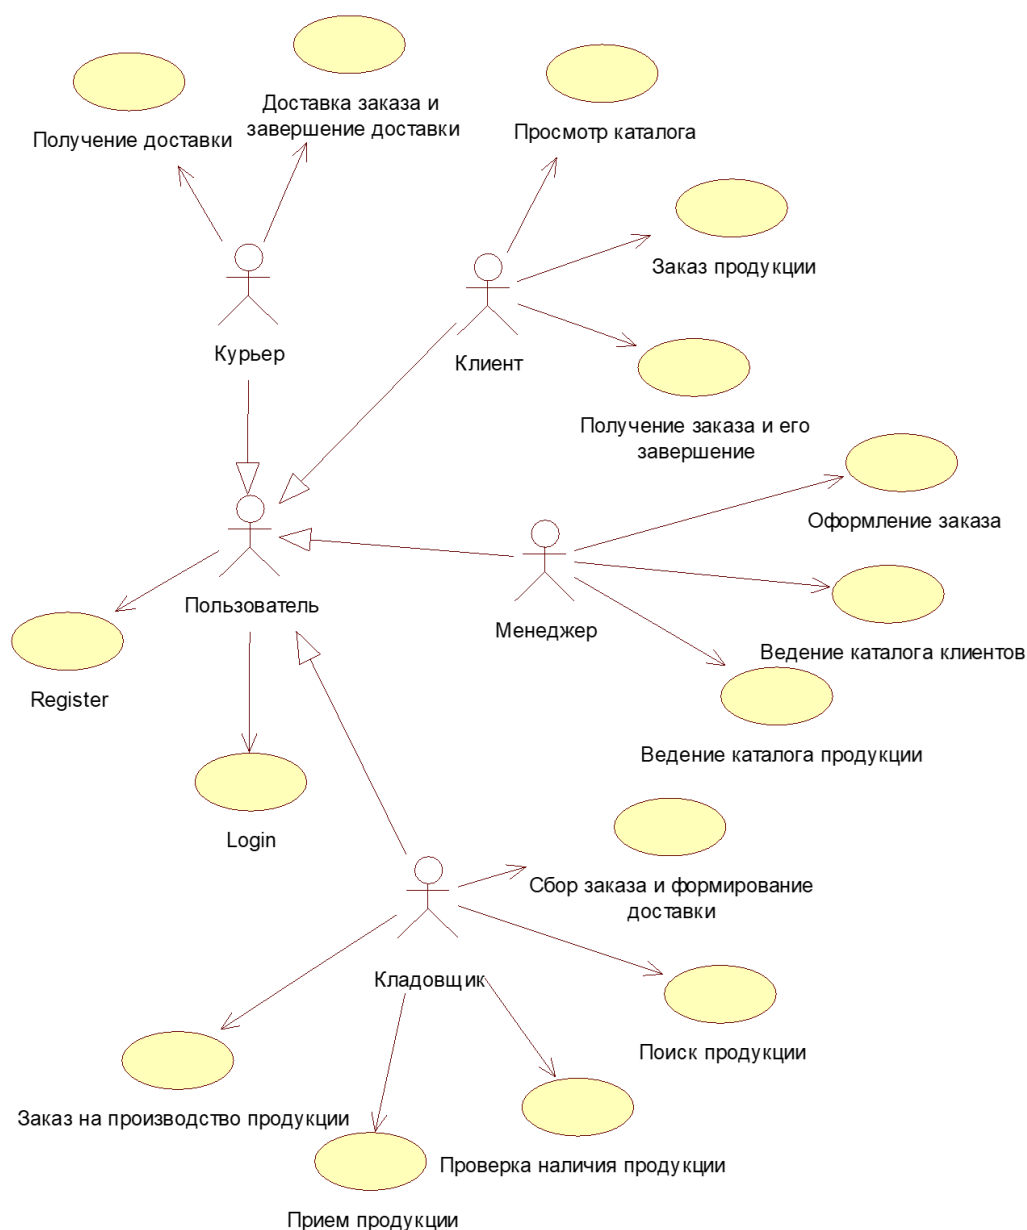 Доставка заказа и
завершение доставки
Получение доставки
Просмотр каталога
Заказ продукции
Курьер
Клиент
Получение заказа и его
завершение
Оформление заказа
Пользователь
Менеджер
Ведение каталога клиентов
Register
Ведение каталога продукции
Login
Сбор заказа и формирование
доставки
Кладовщик
Поиск продукции
Заказ на производство продукции
Проверка наличия продукции
Прием продукции